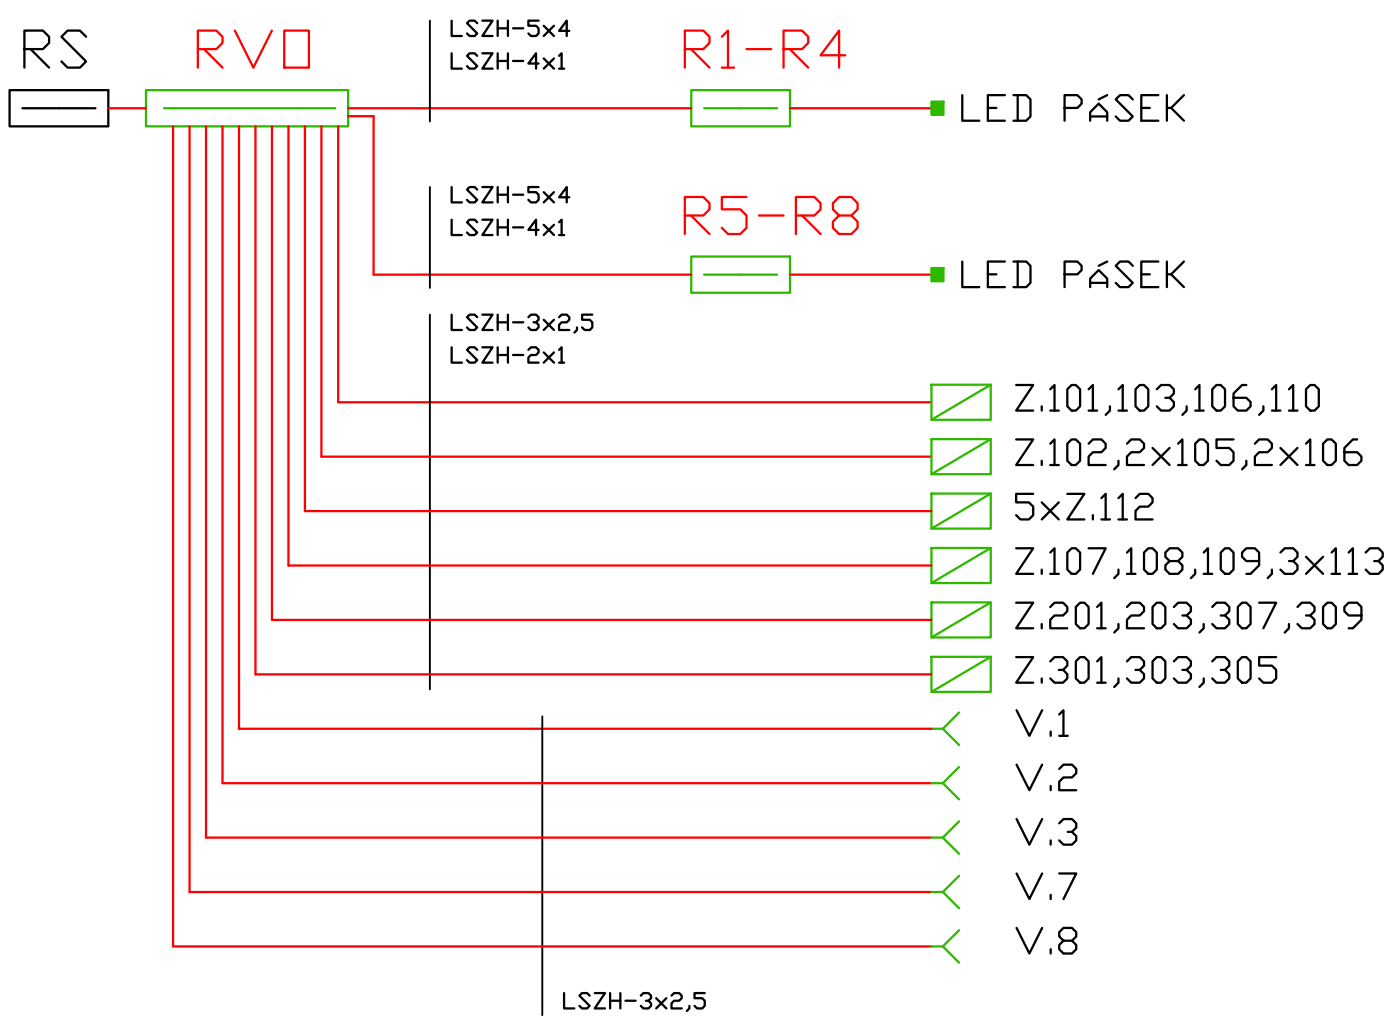 RS
RVO
LSZH-5x4
LSZH-4x1
R1-R4
LED PáSEK
LSZH-5x4
LSZH-4x1
R5-R8
LED PáSEK
LSZH-3x2,5
LSZH-2x1
Z.101,103,106,110
Z.102,2x105,2x106
5xZ.112
Z.107,108,109,3x113
Z.201,203,307,309
Z.301,303,305
V.1
V.2
V.3
V.7
V.8
LSZH-3x2,5